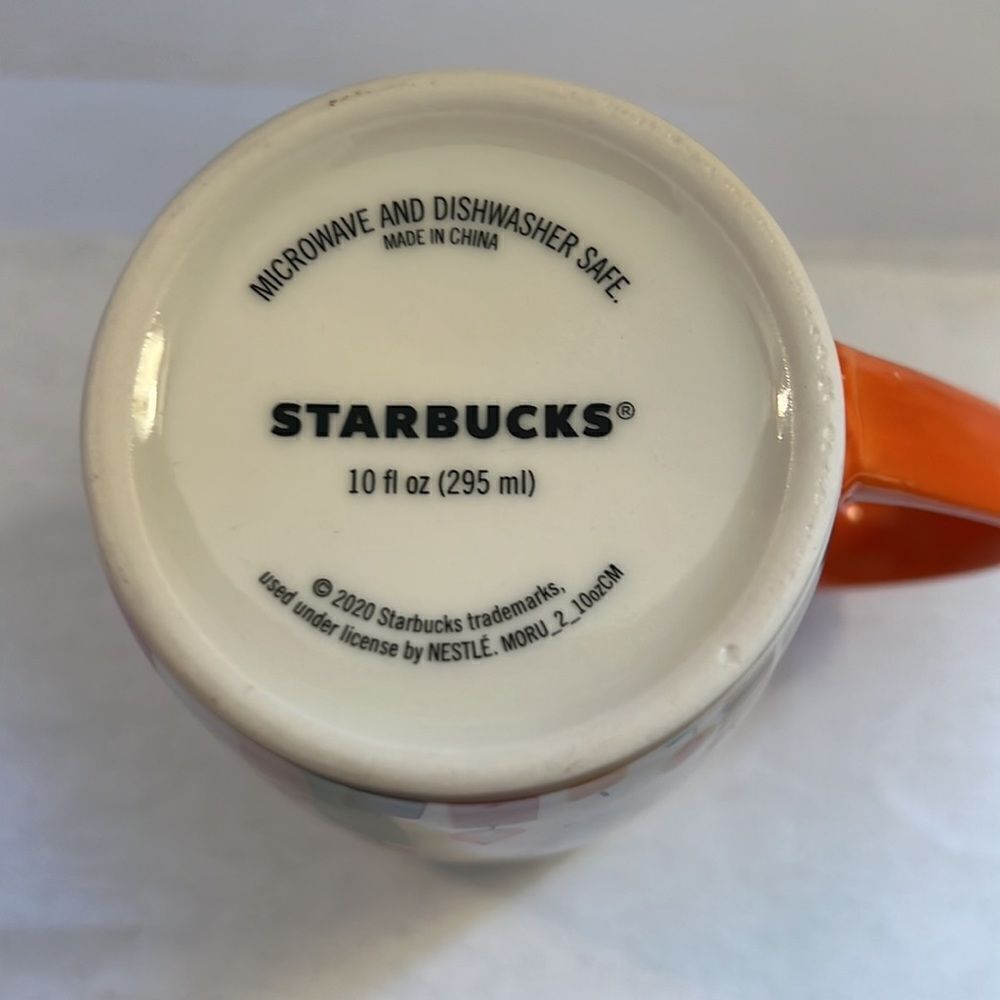 MICROWAVE AND DISHWASHER SAFE.
MADE IN CHINA
STARBUCKS®
10 fl oz (295 ml)
© 2020 Starbucks trademarks,
used under license by NESTLÉ. MORU_2_10ozCM